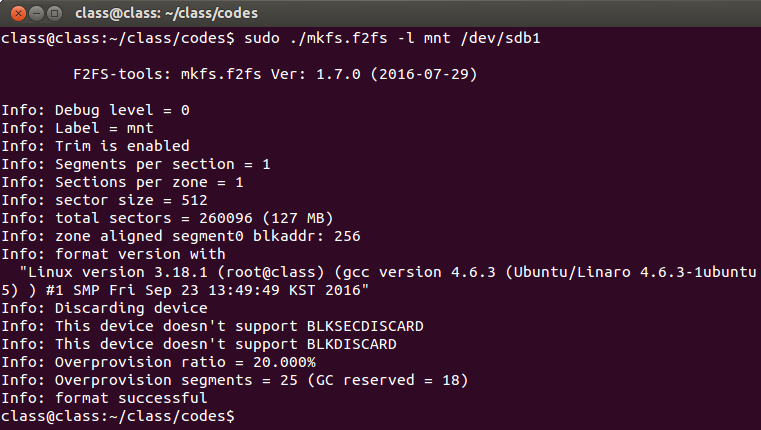 class@class: ~/class/codes
class@class:~/class/codes$ sudo ./mkfs.f2fs -l mnt /dev/sdb1
F2FS-tools: mkfs.f2fs Ver: 1.7.0 (2016-07-29)
Info: Debug level = 0
Info: Label = mnt
Info: Trim is enabled
Info: Segments per section = 1
Info: Sections per zone = 1
Info: sector size = 512
Info: total sectors = 260096 (127 MB)
Info: zone aligned segment0 blkaddr: 256
Info: format version with
"Linux version 3.18.1 (root@class) (gcc version 4.6.3 (Ubuntu/Linaro 4.6.3-1ubuntu
5) ) #1 SMP Fri Sep 23 13:49:49 KST 2016"
Info: Discarding device
Info: This device doesn't support BLKSECDISCARD
Info: This device doesn't support BLKDISCARD
Info: Overprovision ratio = 20.000%
Info: Overprovision segments = 25 (GC reserved = 18)
Info: format successful
class@class:~/class/codes$